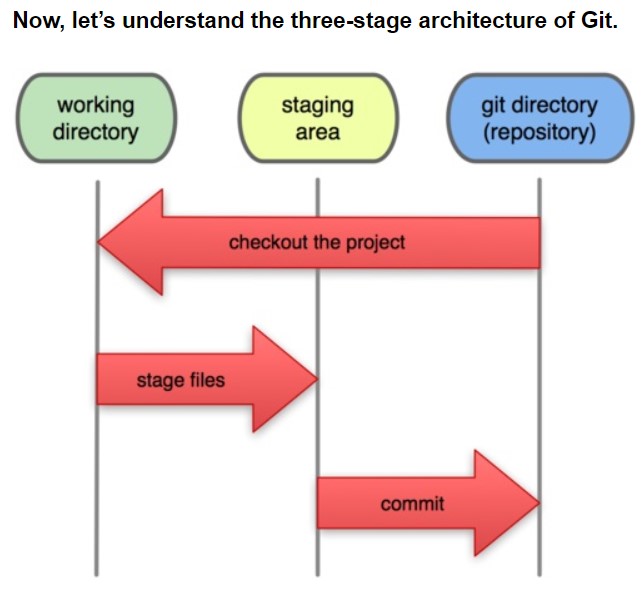 Now, let’s understand the three-stage architecture of Git.
working
directory
staging
area
git directory
(repository)
checkout the project
stage files
commit